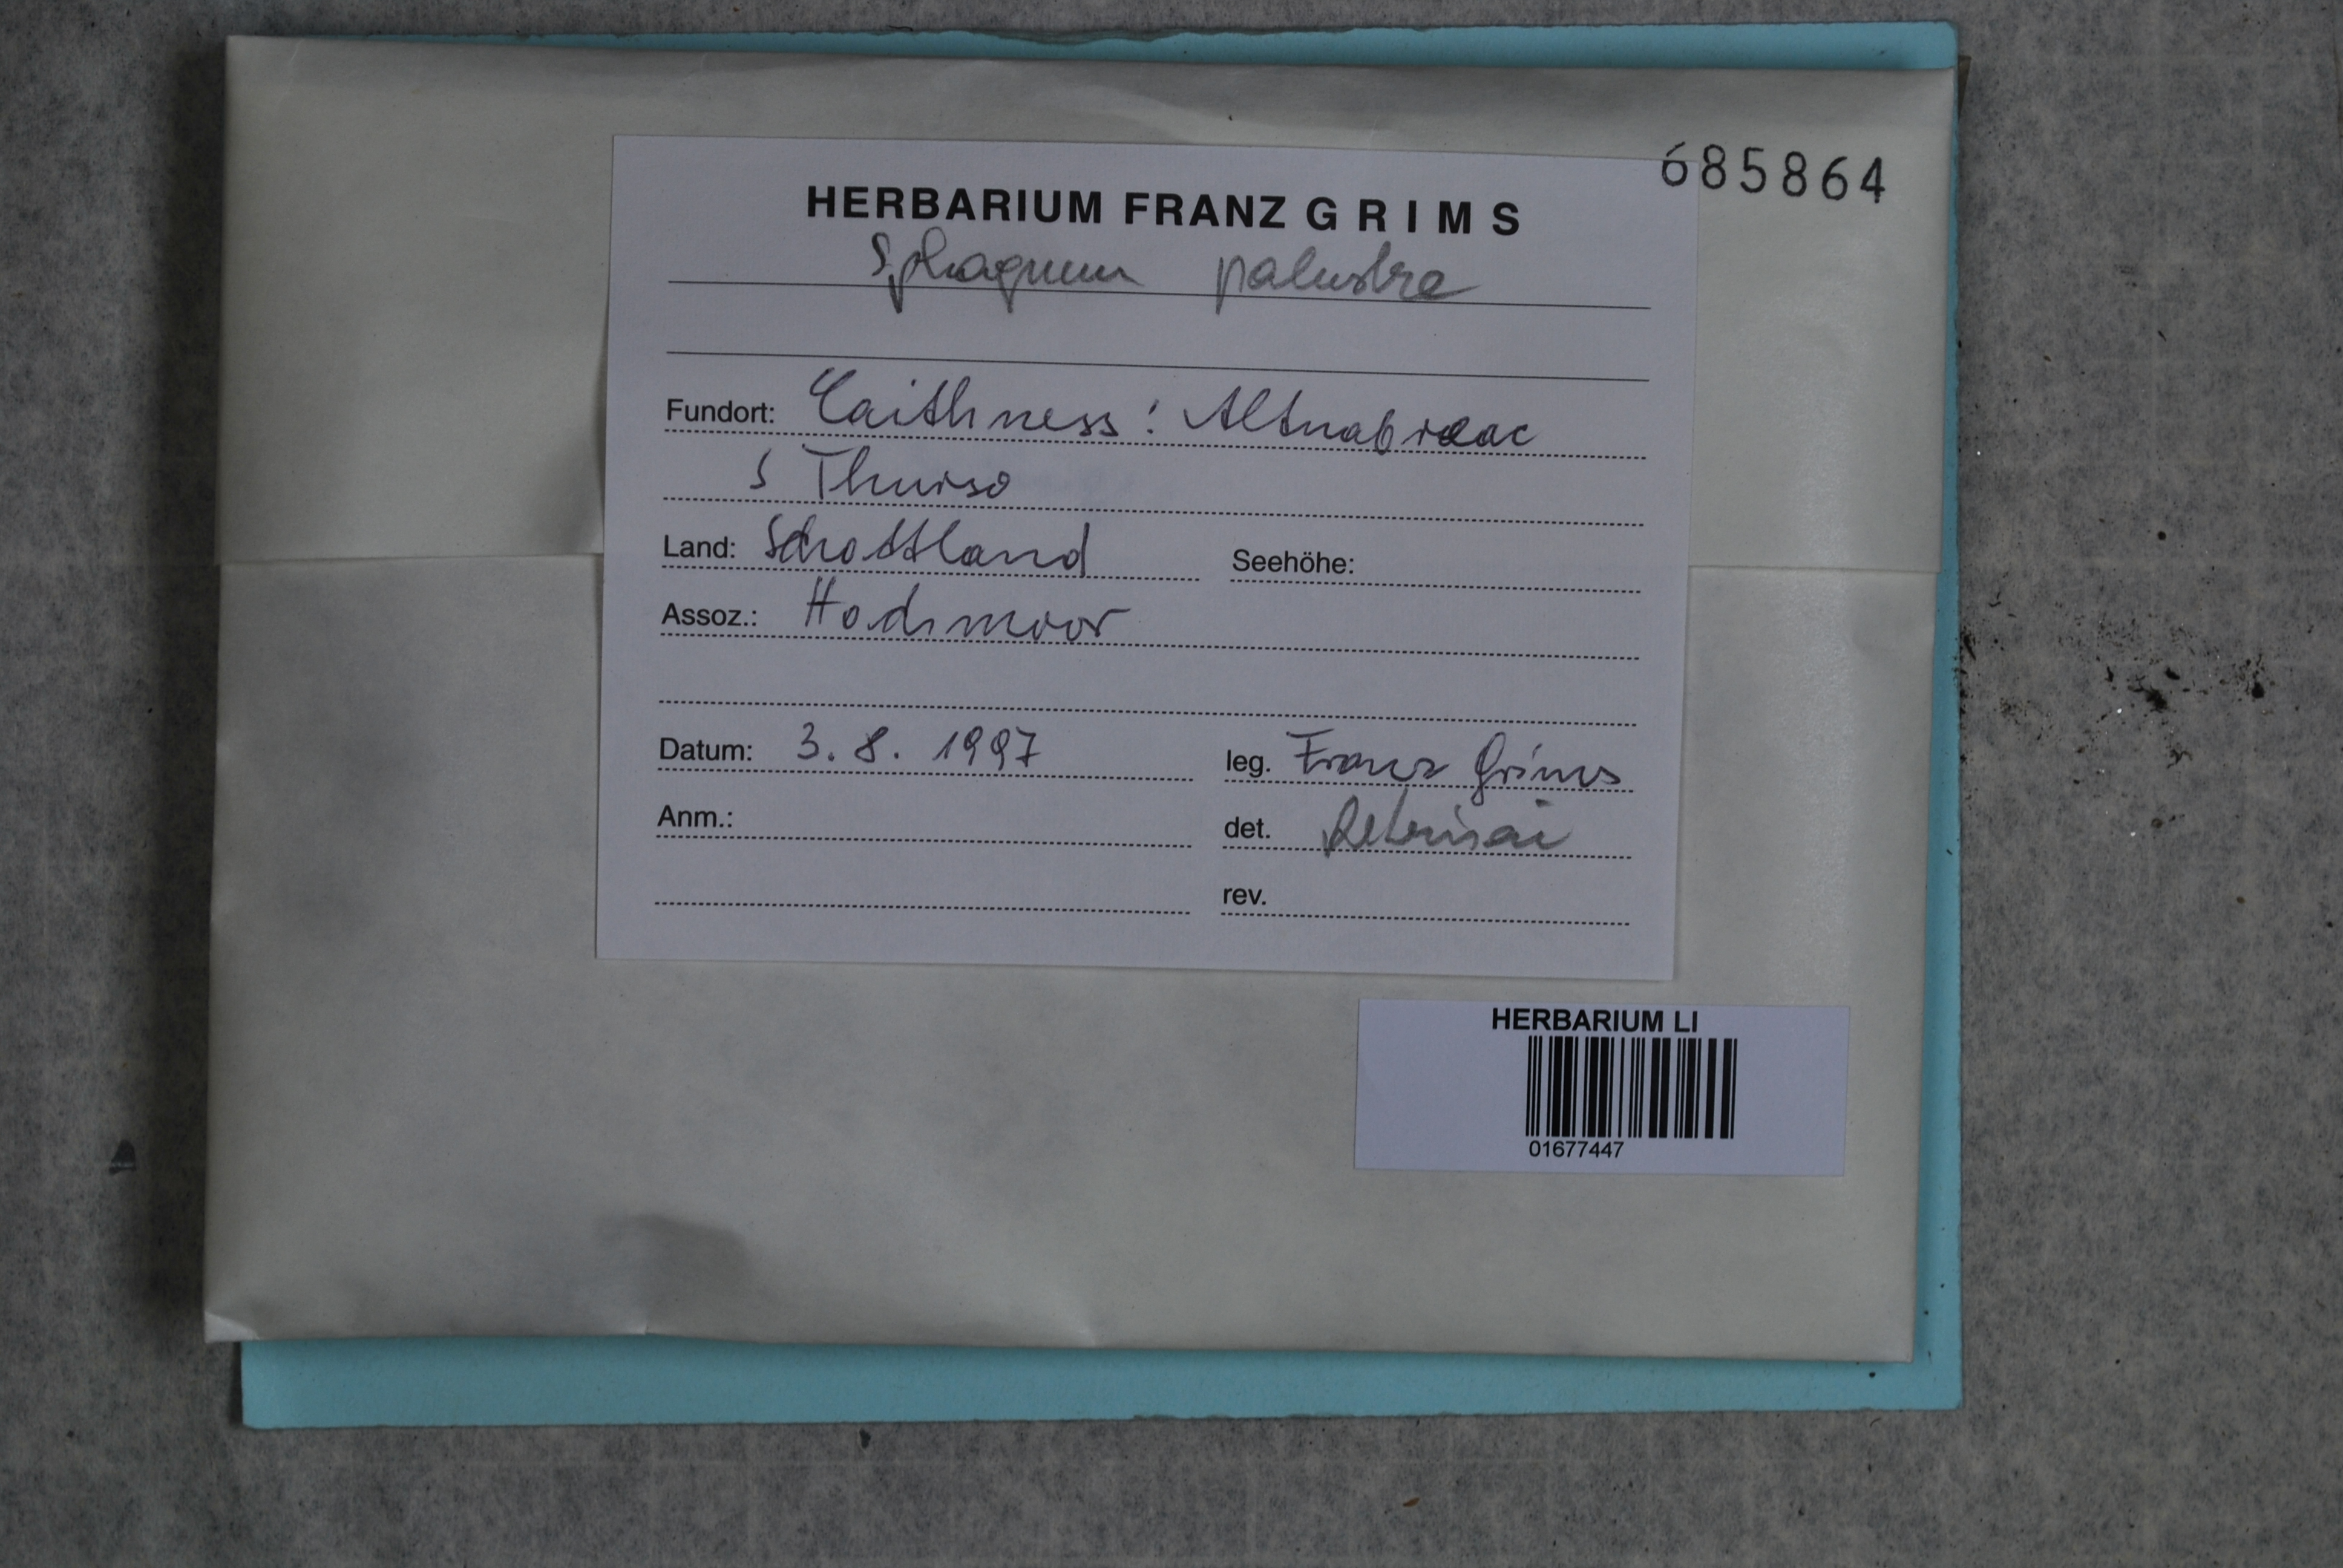 685864
HERBARIUM FRANZ GRIMS
Sphagnum palustre
Fundort: Caithness: Altnabreac
S Thurso
Land: Schottland Seehöhe:
Assoz.: Hochmoor
Datum: 3. 8. 1997 leg. Franz Grims
Anm.: det. Krisai
rev.
HERBARIUM LI
01677447